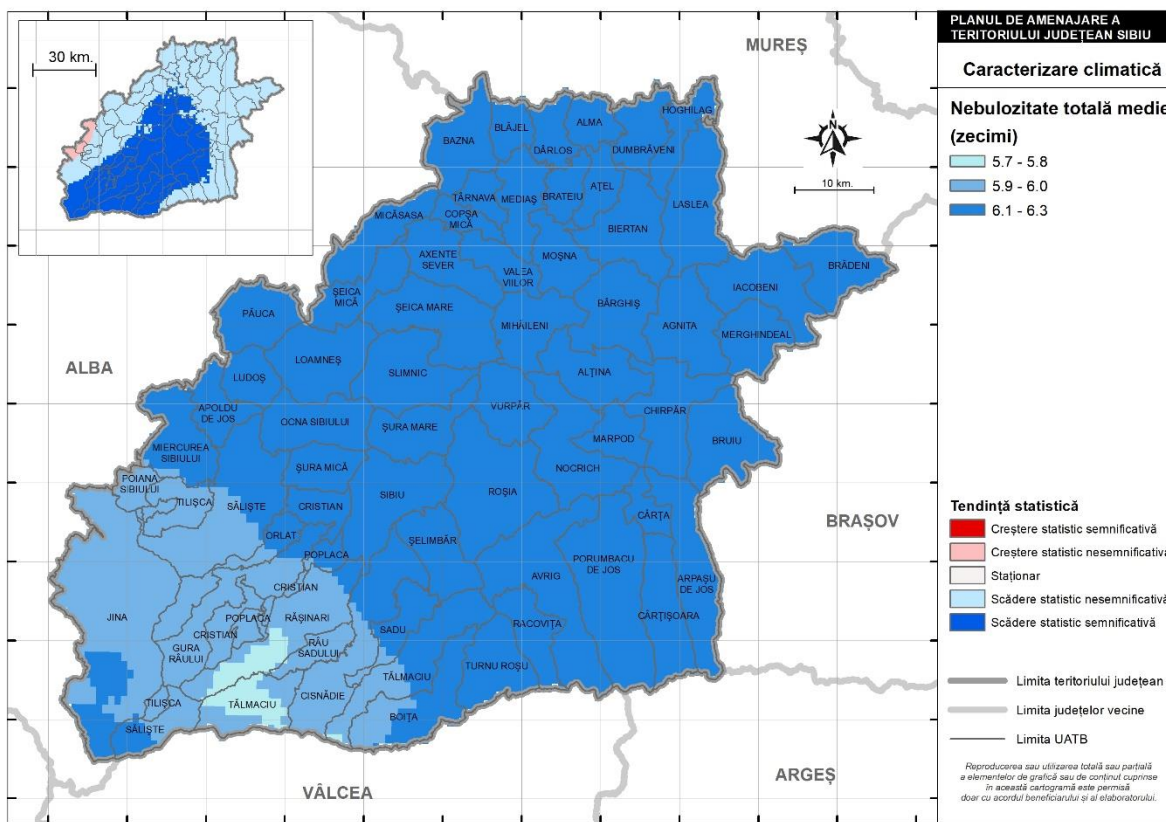 30 km.
MUREȘ
HOGHILAG
BLĂJEL
ALMA
BAZNA
DÂRLOS
DUMBRĂVENI
N
10 km.
AȚEL
TÂRNAVA
MEDIAȘ
BRATEIU
LASLEA
MICĂSASA
COPȘA
MICĂ
BIERTAN
AXENTE
SEVER
MOȘNA
VALEA
VIILOR
BRĂDENI
ȘEICA
MICĂ
IACOBENI
PĂUCA
ȘEICA MARE
BÂRGHIȘ
MIHĂILENI
AGNITA
MERGHINDEAL
ALBA
LOAMNEȘ
LUDOȘ
SLIMNIC
ALȚINA
APOLDU
DE JOS
VURPĂR
CHIRPĂR
OCNA SIBIULUI
ȘURA MARE
MARPOD
BRUIU
MIERCUREA
SIBIULUI
ȘURA MICĂ
NOCRICH
POIANA
SIBIULUI
TILIȘCA
SĂLIȘTE
CRISTIAN
SIBIU
ROȘIA
CÂRȚA
BRAȘOV
ORLAT
ȘELIMBĂR
POPLACA
PORUMBACU
DE JOS
AVRIG
ARPAȘU
DE JOS
CRISTIAN
JINA
POPLACA
RĂȘINARI
CÂRȚIȘOARA
CRISTIAN
SADU
RACOVIȚA
GURA
RÂULUI
RÂU
SADULUI
TURNU ROȘU
TĂLMACIU
CISNĂDIE
TILIȘCA
TĂLMACIU
BOIȚA
SĂLIȘTE
ARGEȘ
VÂLCEA
PLANUL DE AMENAJARE A
TERITORIULUI JUDEȚEAN SIBIU
Caracterizare climatică
Nebulozitate totală medie
(zecimi)
5.7 - 5.8
5.9 - 6.0
6.1 - 6.3
Tendință statistică
Creștere statistic semnificativă
Creștere statistic nesemnificativă
Staționar
Scădere statistic nesemnificativă
Scădere statistic semnificativă
Limita teritoriului județean
Limita județelor vecine
Limita UATB
Reproducerea sau utilizarea totală sau parțială
a elementelor de grafică sau de conținut cuprinse
în această cartogramă este permisă
doar cu acordul beneficiarului și al elaboratorului.